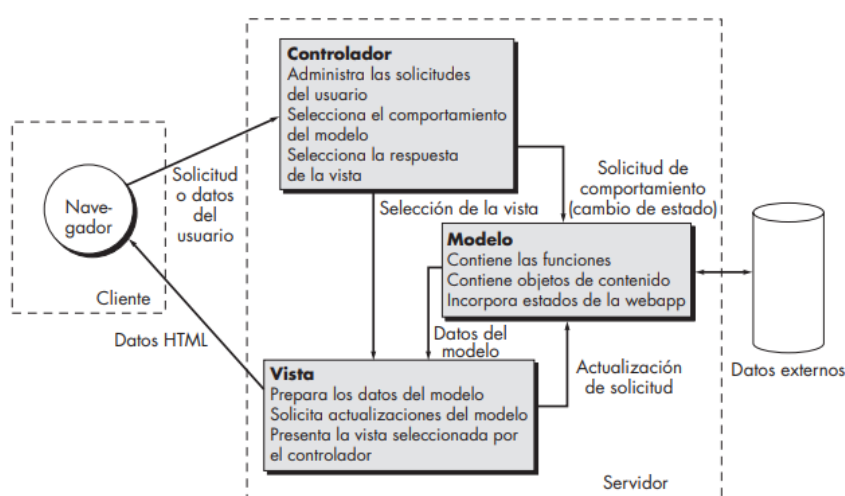 Controlador
Administra las solicitudes
del usuario
Selecciona el comportamiento
del modelo
Selecciona la respuesta
de la vista
Solicitud
o datos
del
usuario
Nave-
gador
Cliente
Datos HTML
Selección de la vista
Solicitud de
comportamiento
(cambio de estado)
Modelo
Contiene las funciones
Contiene objetos de contenido
Incorpora estados de la webapp
Datos del
modelo
Vista
Prepara los datos del modelo
Solicita actualizaciones del modelo
Presenta la vista seleccionada por
el controlador
Actualización
de solicitud
Datos externos
Servidor